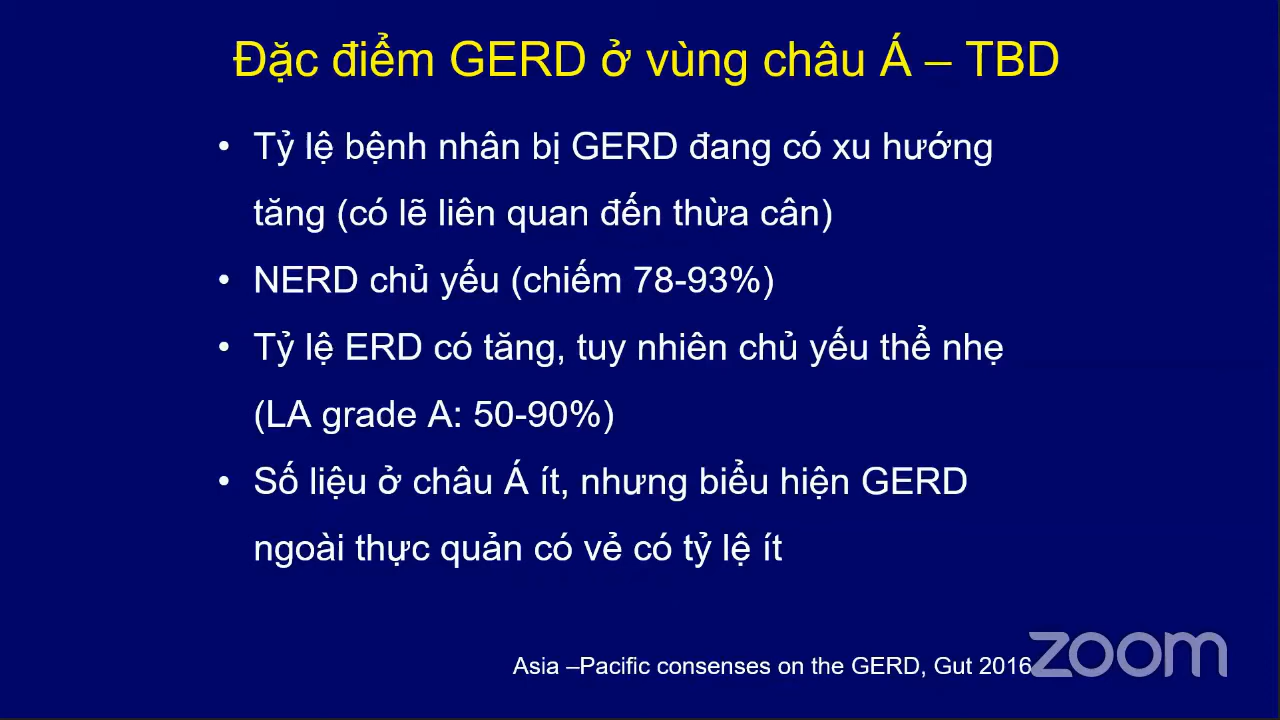 Đặc điểm GERD ở vùng châu Á – TBD
• Tỷ lệ bệnh nhân bị GERD đang có xu hướng
tăng (có lẽ liên quan đến thừa cân)
• NERD chủ yếu (chiếm 78-93%)
• Tỷ lệ ERD có tăng, tuy nhiên chủ yếu thể nhẹ
(LA grade A: 50-90%)
• Số liệu ở châu Á ít, nhưng biểu hiện GERD
ngoài thực quản có vẻ có tỷ lệ ít
Asia –Pacific consenses on the GERD, Gut 2016
zoom